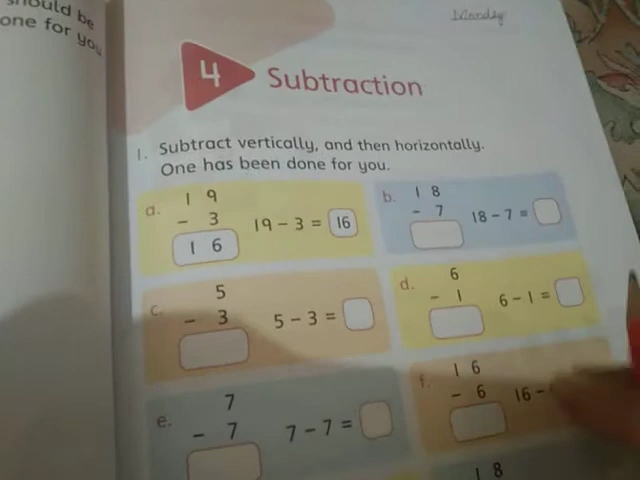 should be
one for you
Monday
4 Subtraction
1. Subtract vertically, and then horizontally.
One has been done for you.
a. 1 9
- 3
1 6
19 - 3 = 16
b. 1 8
- 7
18 - 7 =
c. 5
- 3
5 - 3 =
d. 6
- 1
6 - 1 =
e. 7
- 7
7 - 7 =
f. 1 6
- 6
16 -
1 8